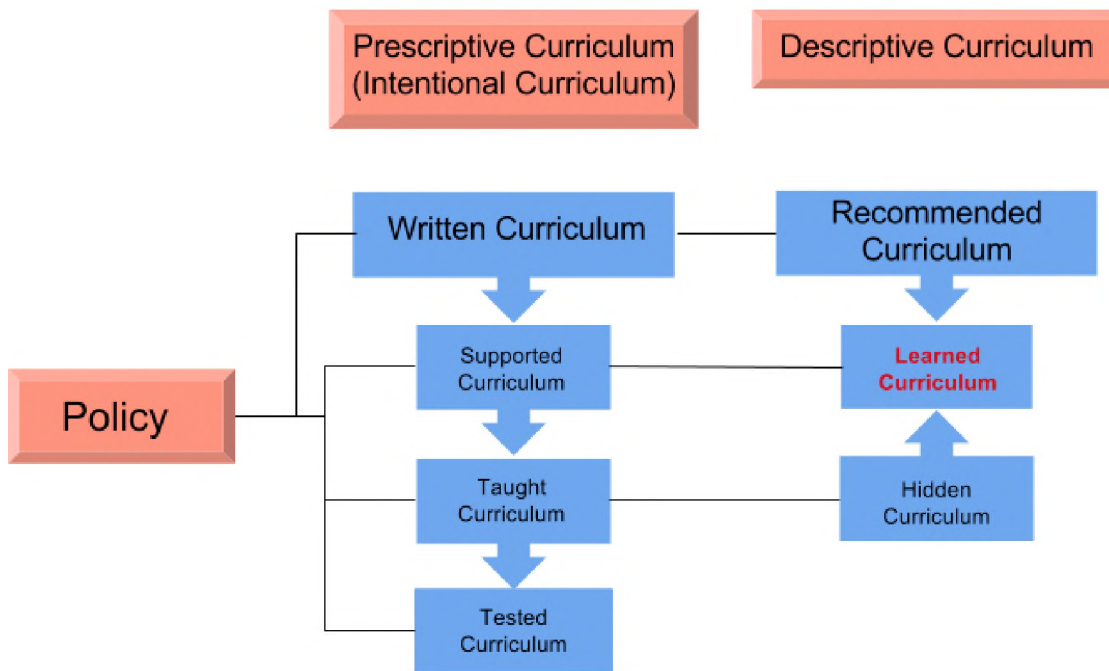 Prescriptive Curriculum
(Intentional Curriculum)
Descriptive Curriculum
Written Curriculum
Recommended
Curriculum
Supported
Curriculum
Learned
Curriculum
Policy
Taught
Curriculum
Hidden
Curriculum
Tested
Curriculum